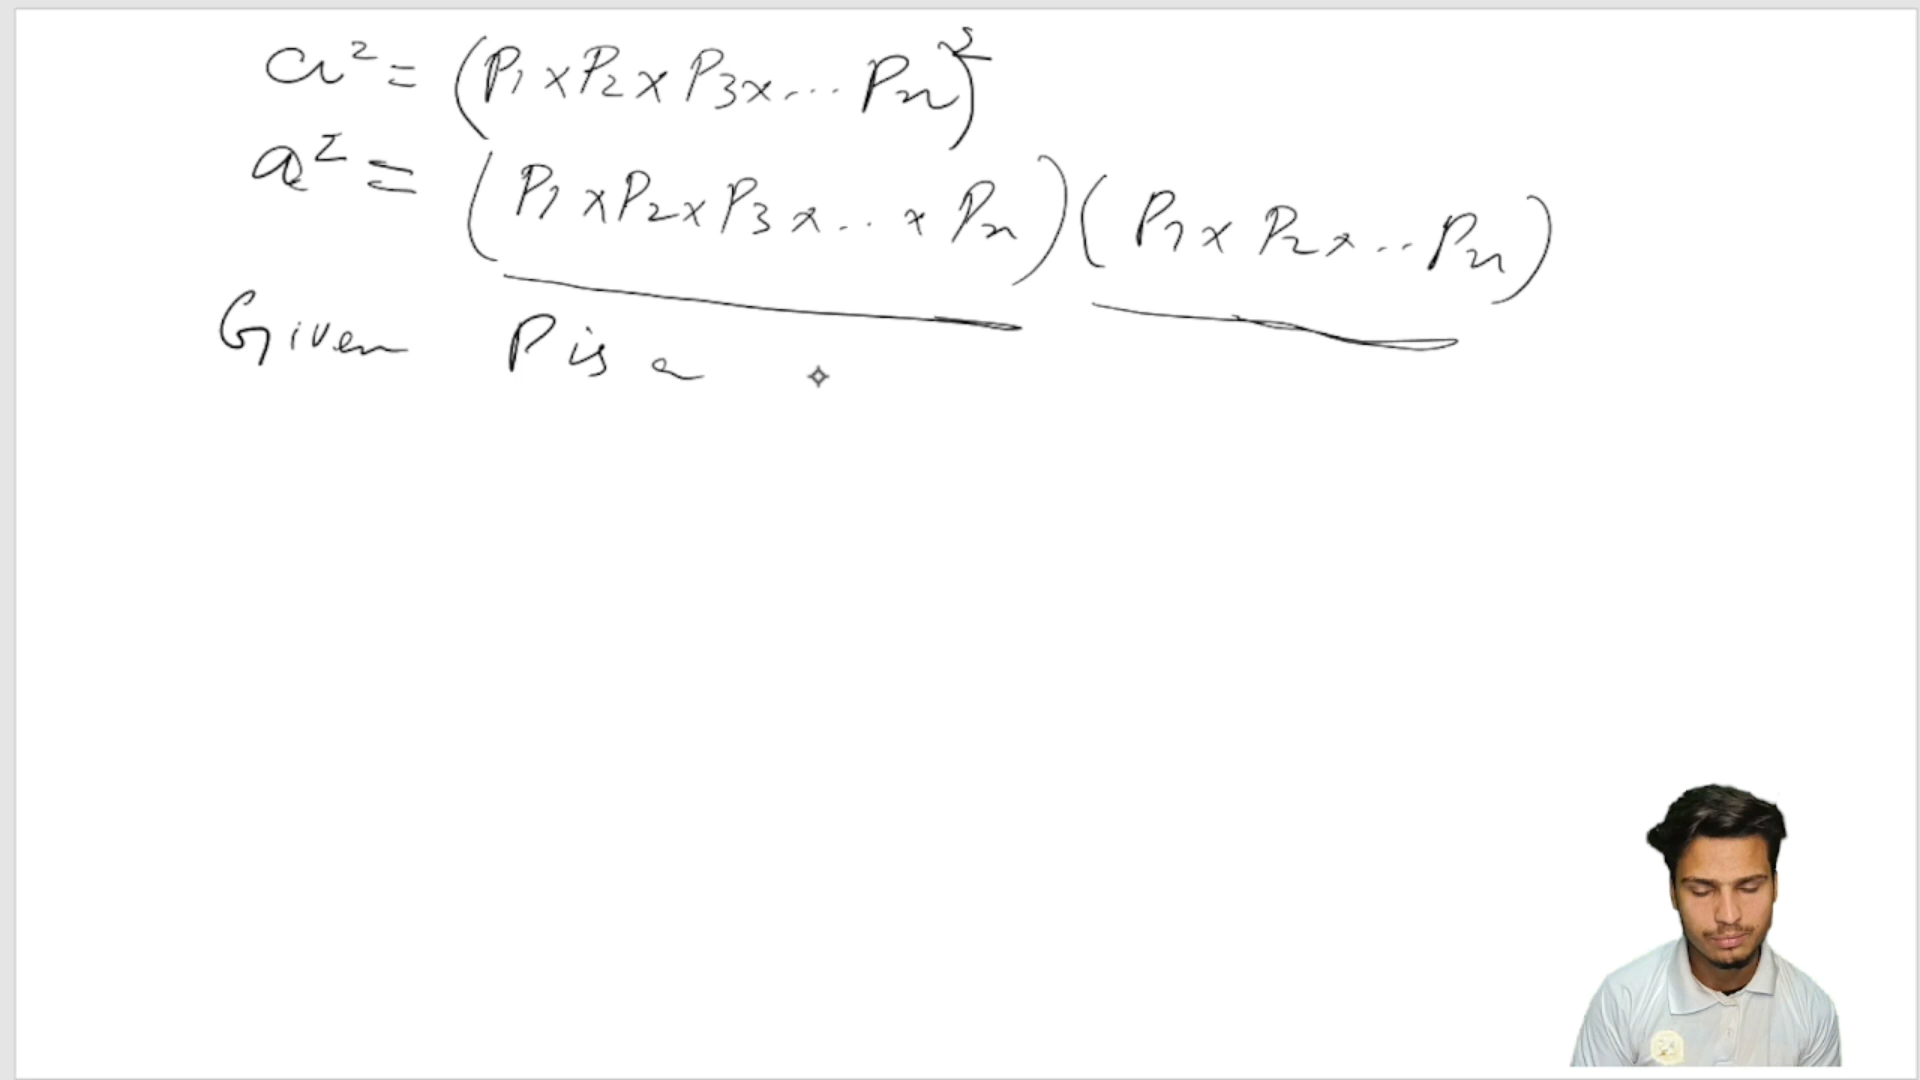 a² = (P₁ × P₂ × P₃ × ... Pₙ)²
a² = (P₁ × P₂ × P₃ × ... × Pₙ)(P₁ × P₂ × ... Pₙ)
Given P is a